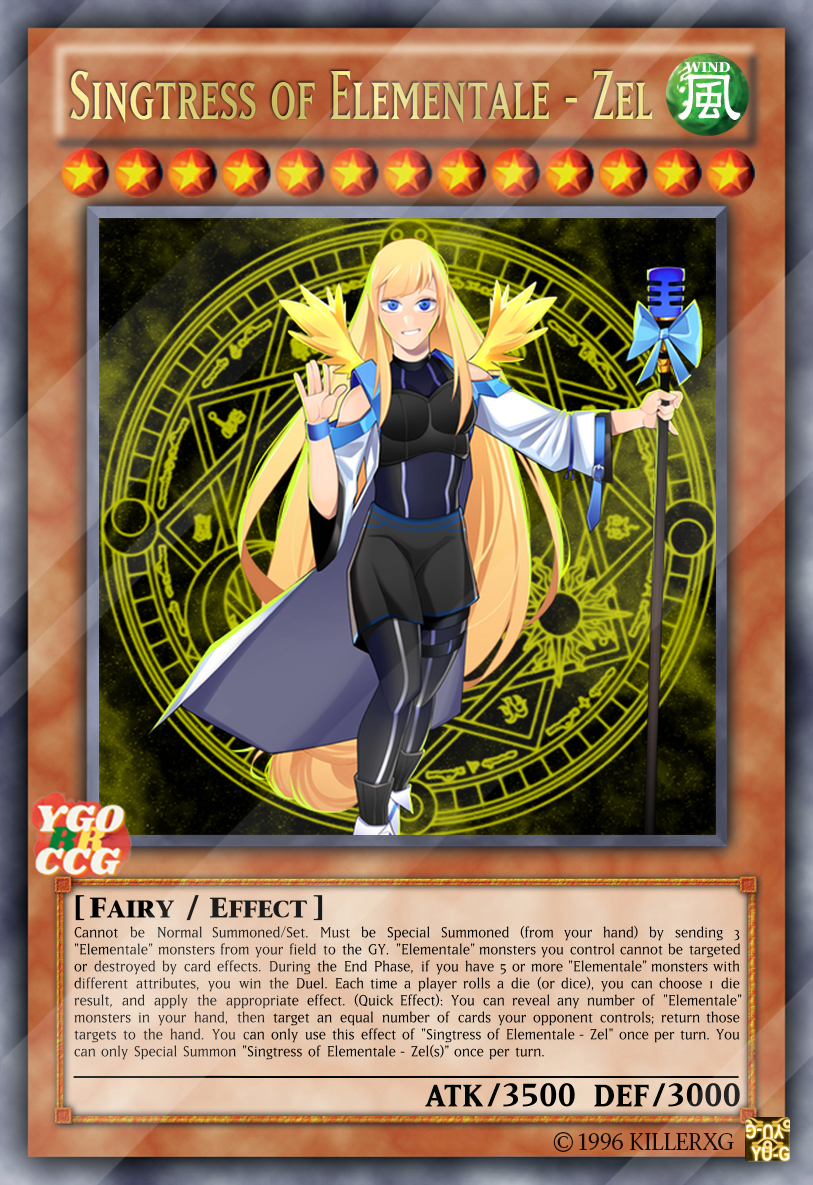 Singtress of Elementale - Zel
WIND
風
YGO
RR
CCG
[ Fairy / Effect ]
Cannot be Normal Summoned/Set. Must be Special Summoned (from your hand) by sending 3
"Elementale" monsters from your field to the GY. "Elementale" monsters you control cannot be targeted
or destroyed by card effects. During the End Phase, if you have 5 or more "Elementale" monsters with
different attributes, you win the Duel. Each time a player rolls a die (or dice), you can choose 1 die
result, and apply the appropriate effect. (Quick Effect): You can reveal any number of "Elementale"
monsters in your hand, then target an equal number of cards your opponent controls; return those
targets to the hand. You can only use this effect of "Singtress of Elementale - Zel" once per turn. You
can only Special Summon "Singtress of Elementale - Zel(s)" once per turn.
ATK/3500 DEF/3000
© 1996 KILLERXG